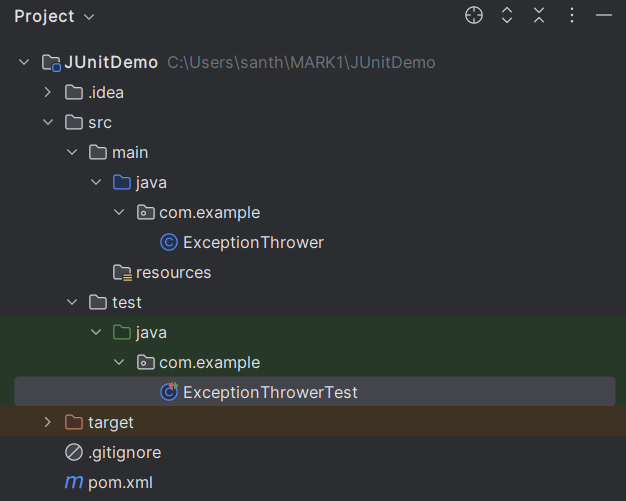 Project
JUnitDemo C:\Users\santh\MARK1\JUnitDemo
.idea
src
main
java
com.example
ExceptionThrower
resources
test
java
com.example
ExceptionThrowerTest
target
.gitignore
pom.xml